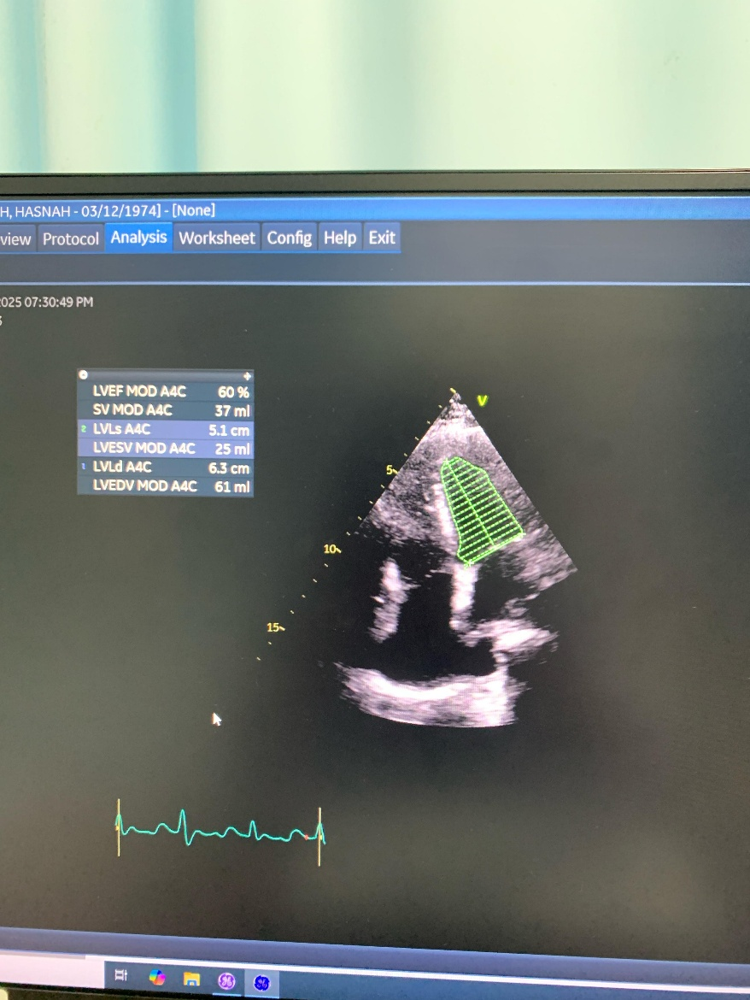 H, HASNAH - 03/12/1974] - [None]
view Protocol Analysis Worksheet Config Help Exit
2025 07:30:49 PM
LVEF MOD A4C 60 %
SV MOD A4C 37 ml
2 LVLs A4C 5.1 cm
LVESV MOD A4C 25 ml
1 LVLd A4C 6.3 cm
LVEDV MOD A4C 61 ml
V
5
10
15